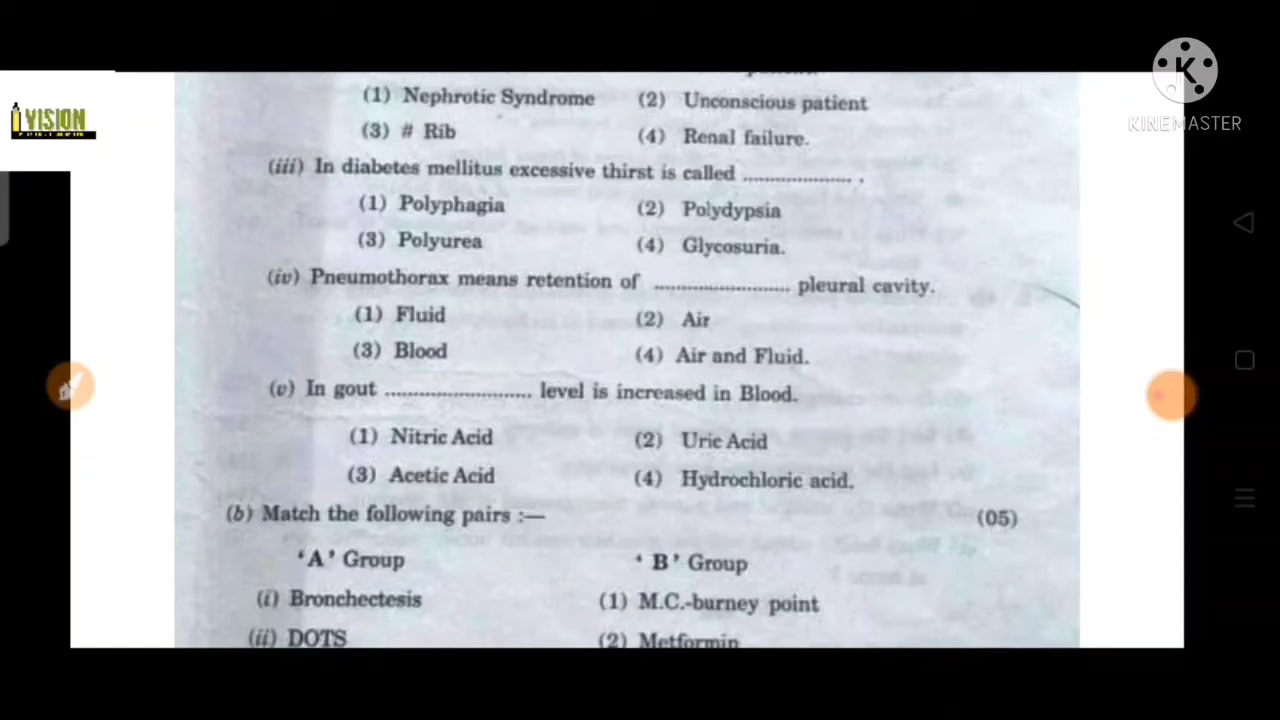 (1) Nephrotic Syndrome (2) Unconscious patient
(3) # Rib (4) Renal failure.
(iii) In diabetes mellitus excessive thirst is called .................... .
(1) Polyphagia (2) Polydypsia
(3) Polyurea (4) Glycosuria.
(iv) Pneumothorax means retention of ......................... pleural cavity.
(1) Fluid (2) Air
(3) Blood (4) Air and Fluid.
(v) In gout ........................... level is increased in Blood.
(1) Nitric Acid (2) Uric Acid
(3) Acetic Acid (4) Hydrochloric acid.
(b) Match the following pairs :— (05)
'A' Group ' B' Group
(i) Bronchectesis (1) M.C.-burney point
(ii) DOTS (2) Metformin
VISION
K
KINEMASTER